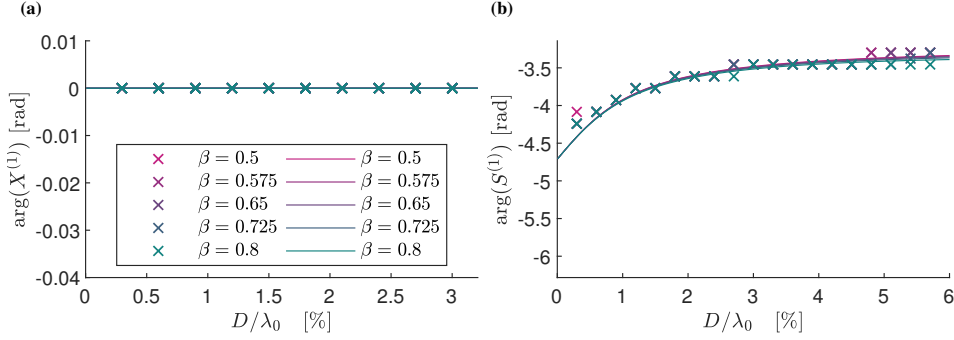 (a)
0.01
0
-0.01
-0.02
-0.03
-0.04
arg(X^{(1)}) [rad]
β = 0.5 β = 0.5
β = 0.575 β = 0.575
β = 0.65 β = 0.65
β = 0.725 β = 0.725
β = 0.8 β = 0.8
0 0.5 1 1.5 2 2.5 3
D/λ₀ [%]
(b)
-3.5
-4
-4.5
-5
-5.5
-6
arg(S^{(1)}) [rad]
0 1 2 3 4 5 6
D/λ₀ [%]